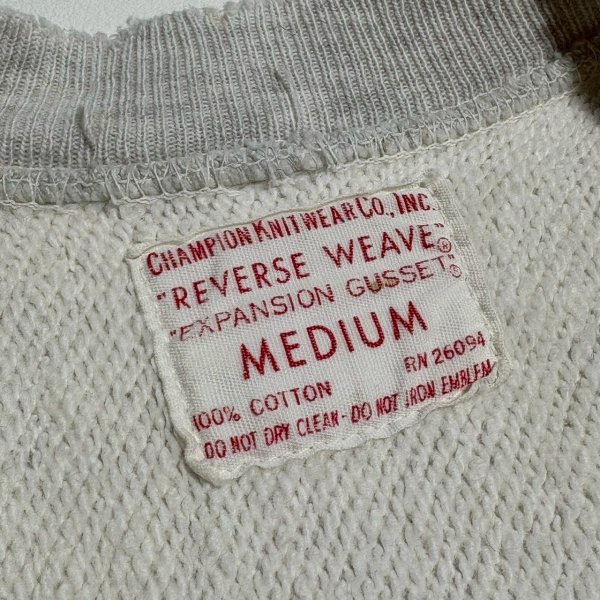 CHAMPION KNITWEAR CO., INC.
"REVERSE WEAVE"®
"EXPANSION GUSSET"®
MEDIUM
100% COTTON RN 26094
DO NOT DRY CLEAN - DO NOT IRON EMBLEM